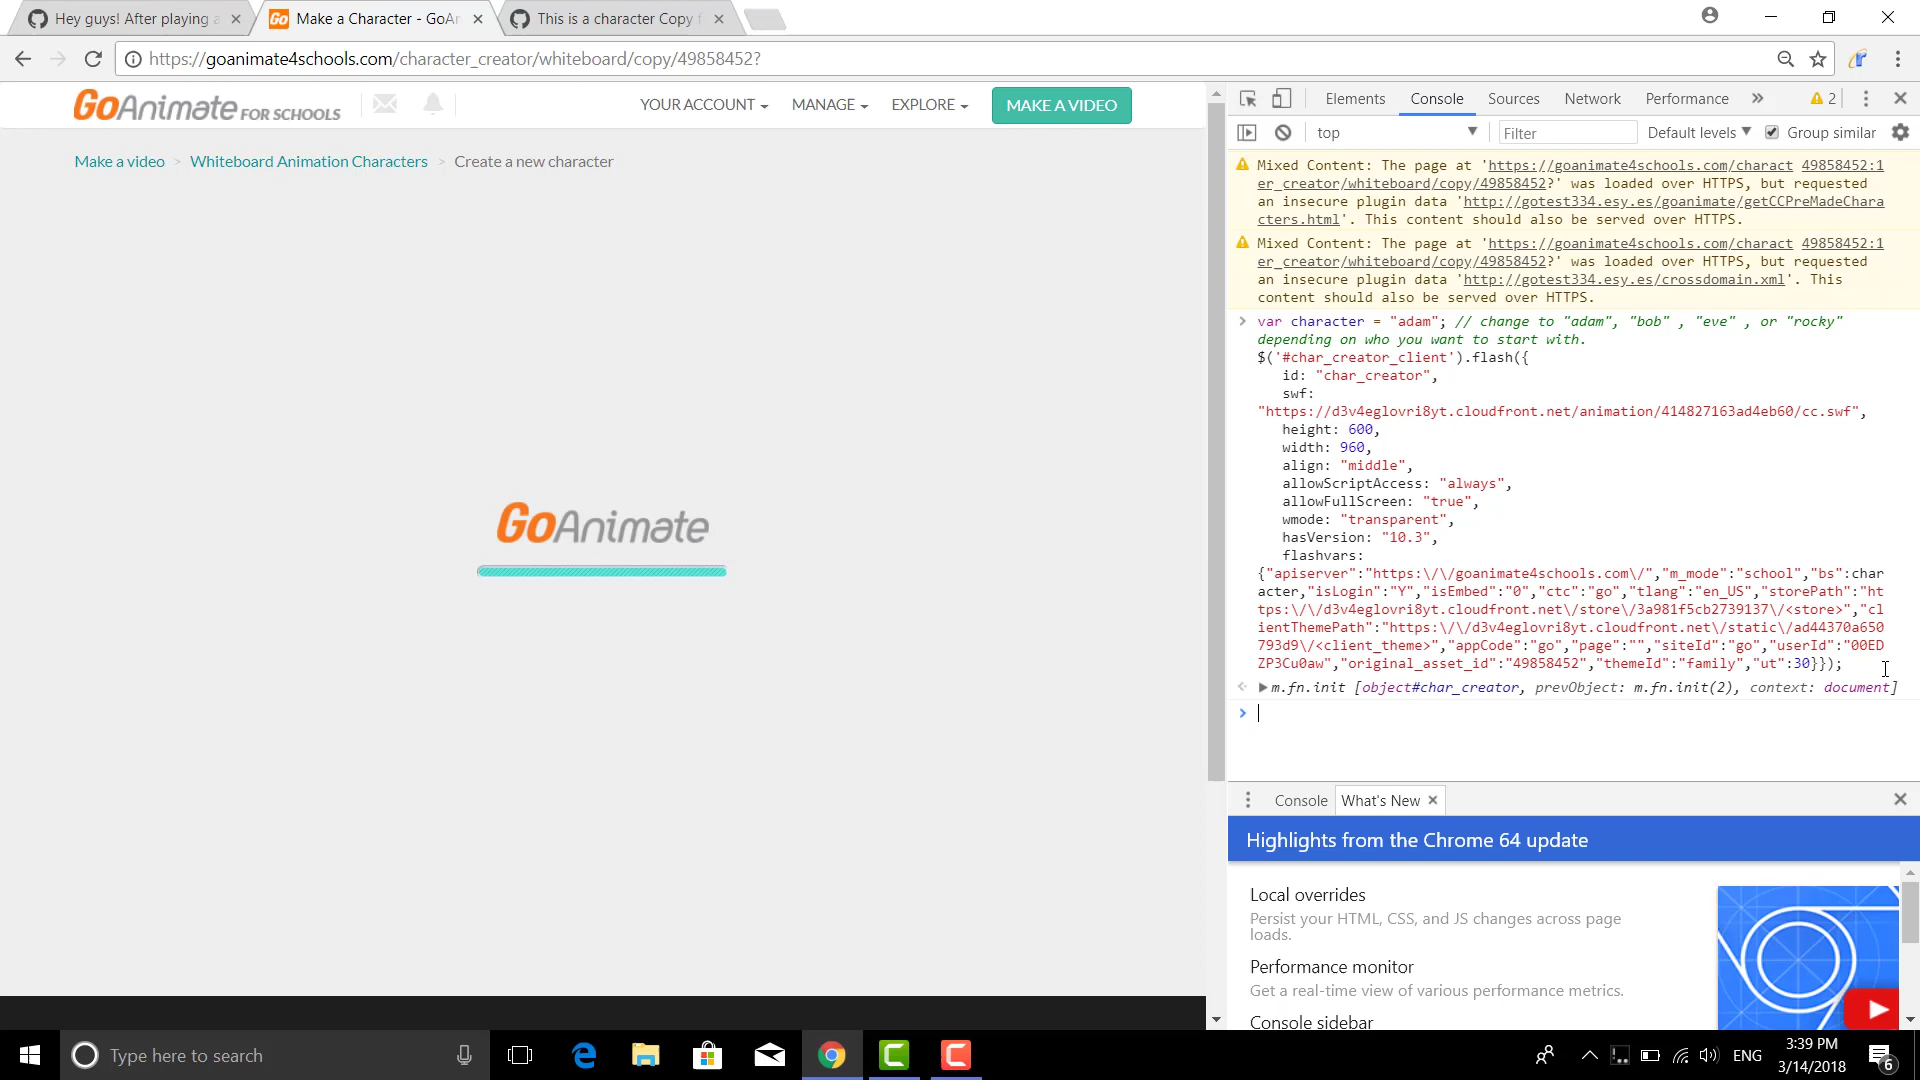 Hey guys! After playing a
Make a Character - GoAn
This is a character Copy f
https://goanimate4schools.com/character_creator/whiteboard/copy/49858452?
GoAnimate FOR SCHOOLS
YOUR ACCOUNT
MANAGE
EXPLORE
MAKE A VIDEO
Make a video > Whiteboard Animation Characters > Create a new character
GoAnimate
Elements Console Sources Network Performance » 2
top Filter Default levels Group similar
Mixed Content: The page at 'https://goanimate4schools.com/charact 49858452:1
er_creator/whiteboard/copy/49858452?' was loaded over HTTPS, but requested
an insecure plugin data 'http://gotest334.esy.es/goanimate/getCCPreMadeChara
cters.html'. This content should also be served over HTTPS.
Mixed Content: The page at 'https://goanimate4schools.com/charact 49858452:1
er_creator/whiteboard/copy/49858452?' was loaded over HTTPS, but requested
an insecure plugin data 'http://gotest334.esy.es/crossdomain.xml'. This
content should also be served over HTTPS.
> var character = "adam"; // change to "adam", "bob" , "eve" , or "rocky"
depending on who you want to start with.
$('#char_creator_client').flash({
id: "char_creator",
swf:
"https://d3v4eglovri8yt.cloudfront.net/animation/414827163ad4eb60/cc.swf",
height: 600,
width: 960,
align: "middle",
allowScriptAccess: "always",
allowFullScreen: "true",
wmode: "transparent",
hasVersion: "10.3",
flashvars:
{"apiserver":"https:\/\/goanimate4schools.com\/","m_mode":"school","bs":char
acter,"isLogin":"Y","isEmbed":"0","ctc":"go","tlang":"en_US","storePath":"ht
tps:\/\/d3v4eglovri8yt.cloudfront.net\/store\/3a981f5cb2739137\/<store>","cl
ientThemePath":"https:\/\/d3v4eglovri8yt.cloudfront.net\/static\/ad44370a650
793d9\/<client_theme>","appCode":"go","page":"","siteId":"go","userId":"00ED
ZP3Cu0aw","original_asset_id":"49858452","themeId":"family","ut":30}});
m.fn.init [object#char_creator, prevObject: m.fn.init(2), context: document]
>
Console What's New
Highlights from the Chrome 64 update
Local overrides
Persist your HTML, CSS, and JS changes across page
loads.
Performance monitor
Get a real-time view of various performance metrics.
Console sidebar
Type here to search
ENG
3:39 PM
3/14/2018
6